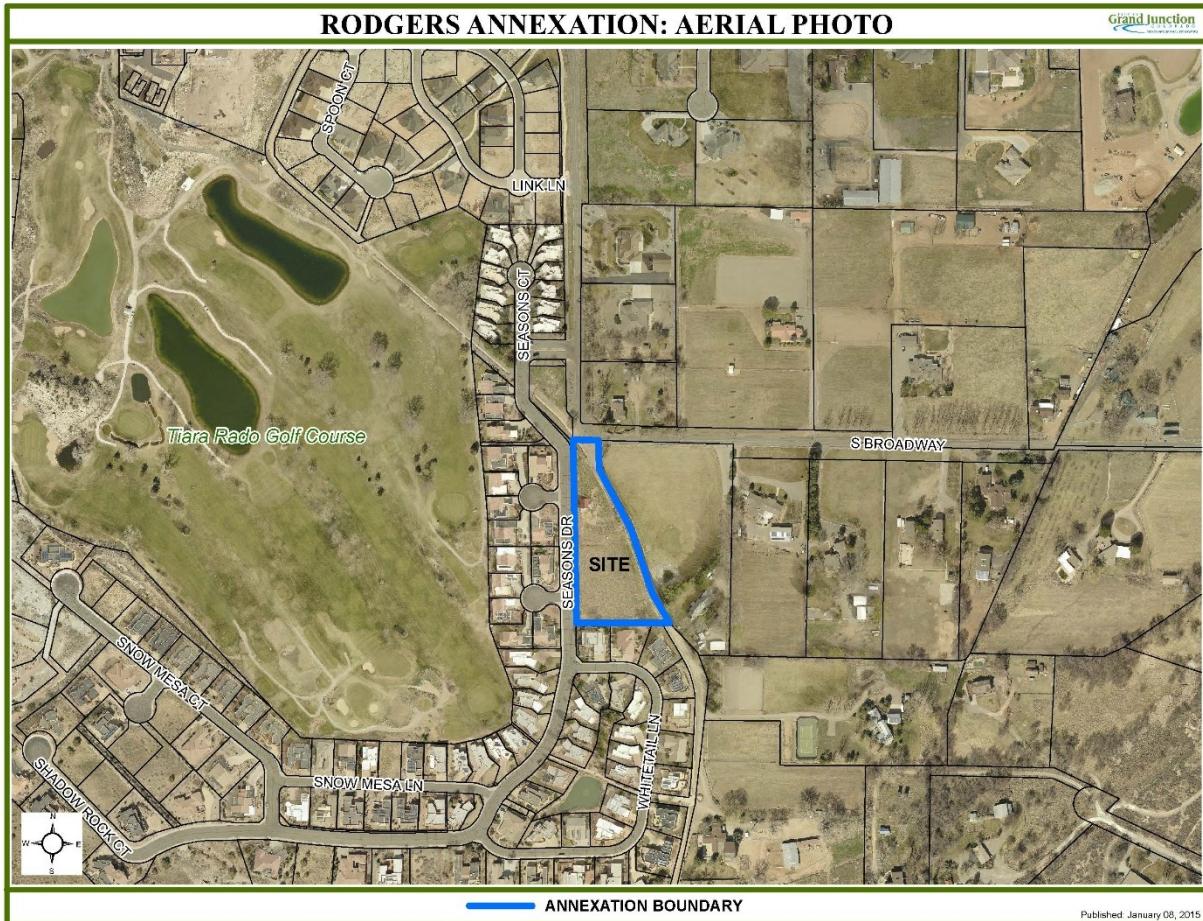 RODGERS ANNEXATION: AERIAL PHOTO
Grand Junction
COLORADO
SPOON CT
LINK LN
SEASONS CT
Tiara Rado Golf Course
S BROADWAY
SEASONS DR
SITE
SNOW MESA CT
SNOW MESA LN
WHITETAIL LN
SHADOW ROCK CT
N
W E
S
ANNEXATION BOUNDARY
Published: January 08, 2015